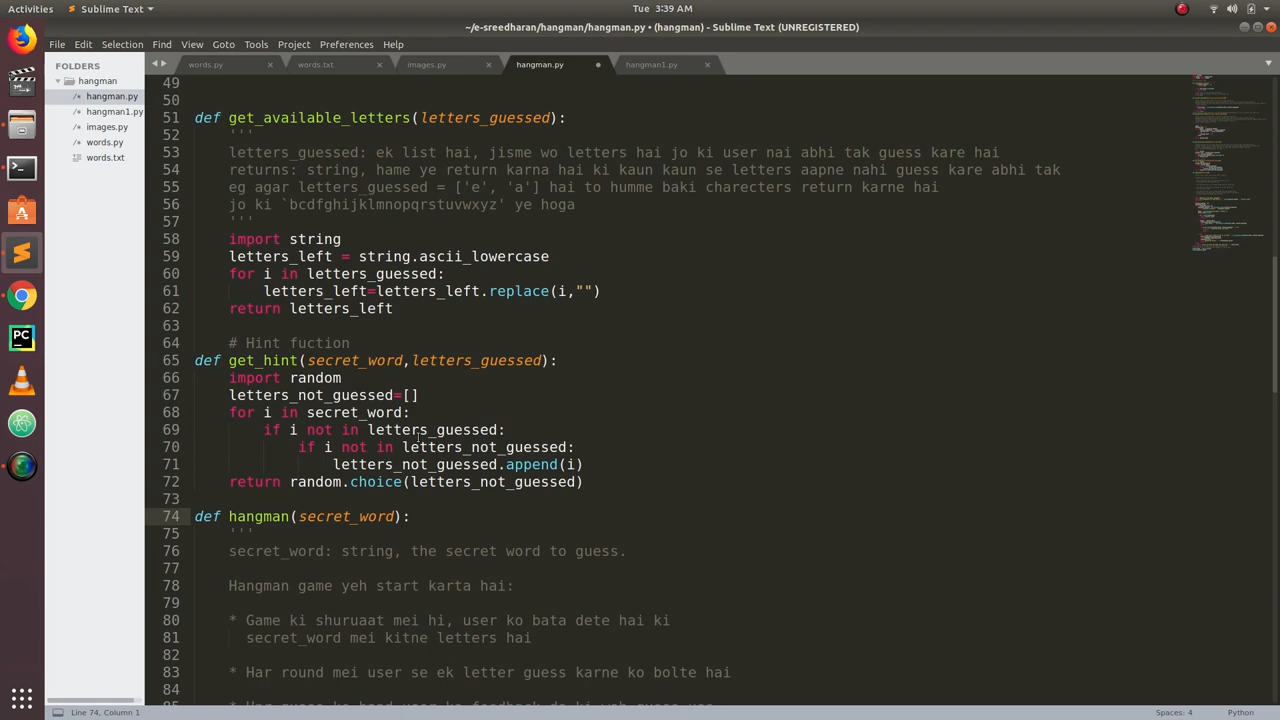 Activities
Sublime Text
Tue 3:39 AM
~/e-sreedharan/hangman/hangman.py • (hangman) - Sublime Text (UNREGISTERED)
File Edit Selection Find View Goto Tools Project Preferences Help
words.py
words.txt
images.py
hangman.py
hangman1.py
FOLDERS
hangman
hangman.py
hangman1.py
images.py
words.py
words.txt
49
50
51 def get_available_letters(letters_guessed):
52 '''
53 letters_guessed: ek list hai, isme wo letters hai jo ki user hai abhi tak guess kare hai
54 returns: string, hame ye return karna hai ki kaun kaun se letters aapne nahi guess kare abhi tak
55 eg agar letters_guessed = ['e', 'a'] hai to humme baki charecters return karne hai
56 jo ki `bcdfghijklmnopqrstuvwxyz' ye hoga
57 '''
58 import string
59 letters_left = string.ascii_lowercase
60 for i in letters_guessed:
61 letters_left=letters_left.replace(i,"")
62 return letters_left
63
64 # Hint fuction
65 def get_hint(secret_word,letters_guessed):
66 import random
67 letters_not_guessed=[]
68 for i in secret_word:
69 if i not in letters_guessed:
70 if i not in letters_not_guessed:
71 letters_not_guessed.append(i)
72 return random.choice(letters_not_guessed)
73
74 def hangman(secret_word):
75 '''
76 secret_word: string, the secret word to guess.
77
78 Hangman game yeh start karta hai:
79
80 * Game ki shuruaat mei hi, user ko bata dete hai ki
81 secret_word mei kitne letters hai
82
83 * Har round mei user se ek letter guess karne ko bolte hai
84
PC
Line 74, Column 1
Spaces: 4
Python